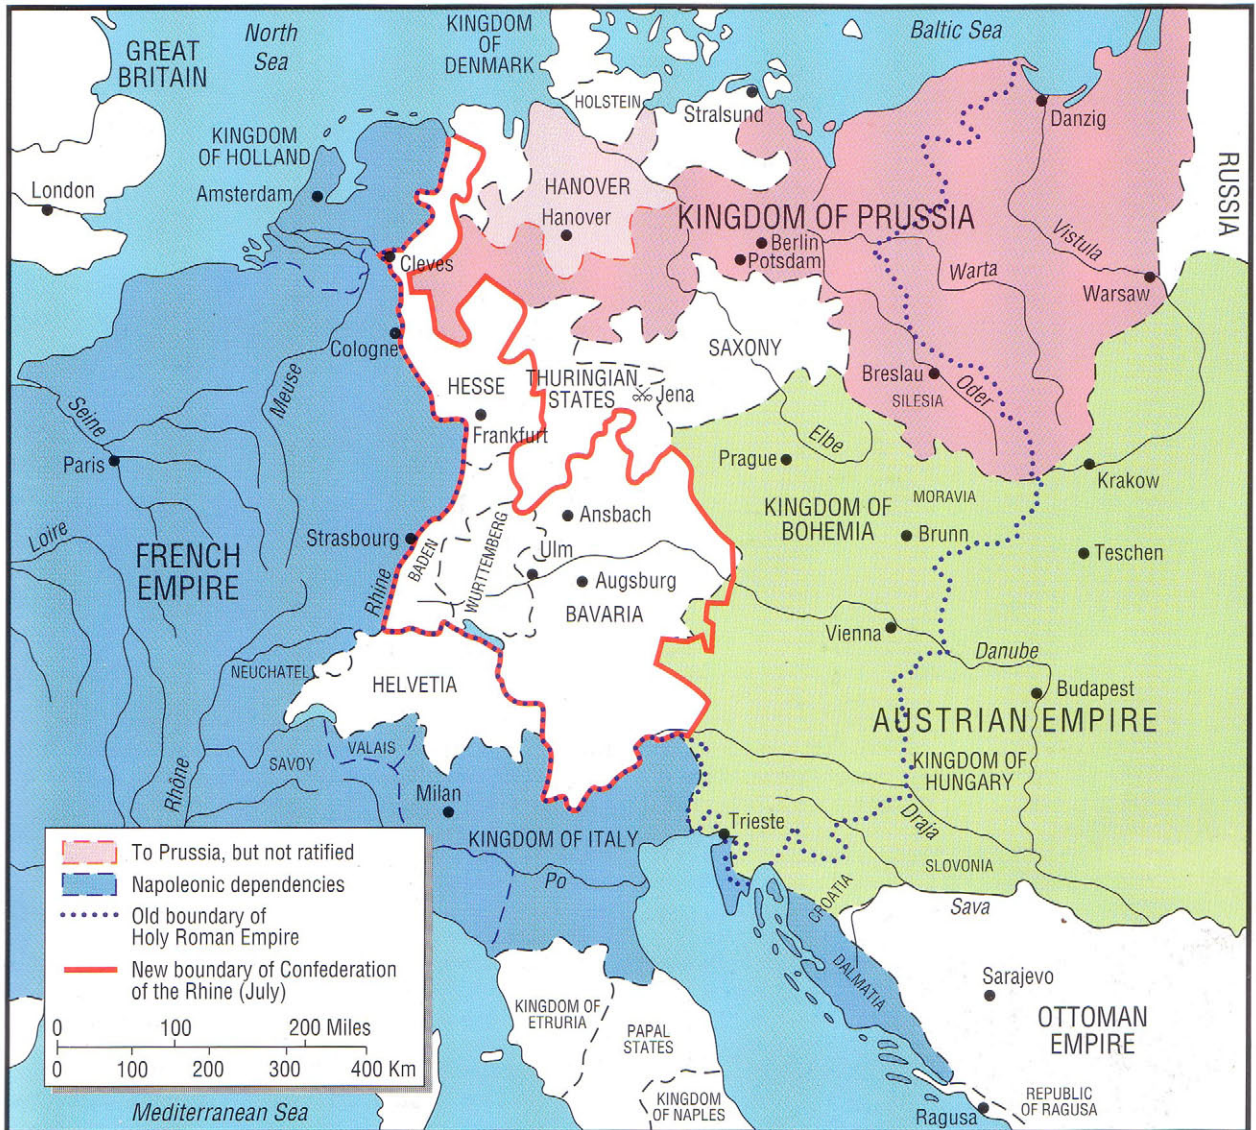 North
Sea
KINGDOM
OF
DENMARK
Baltic Sea
GREAT
BRITAIN
HOLSTEIN
Stralsund
Danzig
KINGDOM
OF HOLLAND
RUSSIA
London
Amsterdam
HANOVER
Hanover
KINGDOM OF PRUSSIA
Berlin
Potsdam
Vistula
Warta
Warsaw
Cleves
Cologne
Meuse
SAXONY
HESSE
THURINGIAN
STATES
Jena
Breslau
SILESIA
Oder
Seine
Frankfurt
Elbe
Paris
Prague
Krakow
MORAVIA
KINGDOM OF
BOHEMIA
Brunn
Teschen
Loire
Strasbourg
Ansbach
FRENCH
EMPIRE
Rhine
BADEN
WURTTEMBERG
Ulm
Augsburg
BAVARIA
Vienna
Danube
NEUCHATEL
HELVETIA
Budapest
AUSTRIAN EMPIRE
VALAIS
SAVOY
Rhône
KINGDOM OF
HUNGARY
Milan
Draja
Trieste
KINGDOM OF ITALY
Po
SLOVONIA
CROATIA
Sava
DALMATIA
Sarajevo
OTTOMAN
EMPIRE
KINGDOM OF
ETRURIA
PAPAL
STATES
KINGDOM
OF NAPLES
REPUBLIC
OF RAGUSA
Ragusa
To Prussia, but not ratified
Napoleonic dependencies
Old boundary of
Holy Roman Empire
New boundary of Confederation
of the Rhine (July)
0 100 200 Miles
0 100 200 300 400 Km
Mediterranean Sea